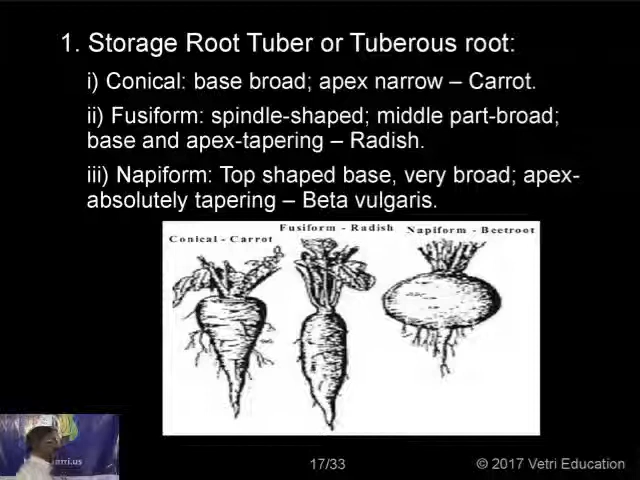 1. Storage Root Tuber or Tuberous root:
i) Conical: base broad; apex narrow – Carrot.
ii) Fusiform: spindle-shaped; middle part-broad;
base and apex-tapering – Radish.
iii) Napiform: Top shaped base, very broad; apex-
absolutely tapering – Beta vulgaris.
Conical - Carrot
Fusiform - Radish
Napiform - Beetroot
17/33
© 2017 Vetri Education